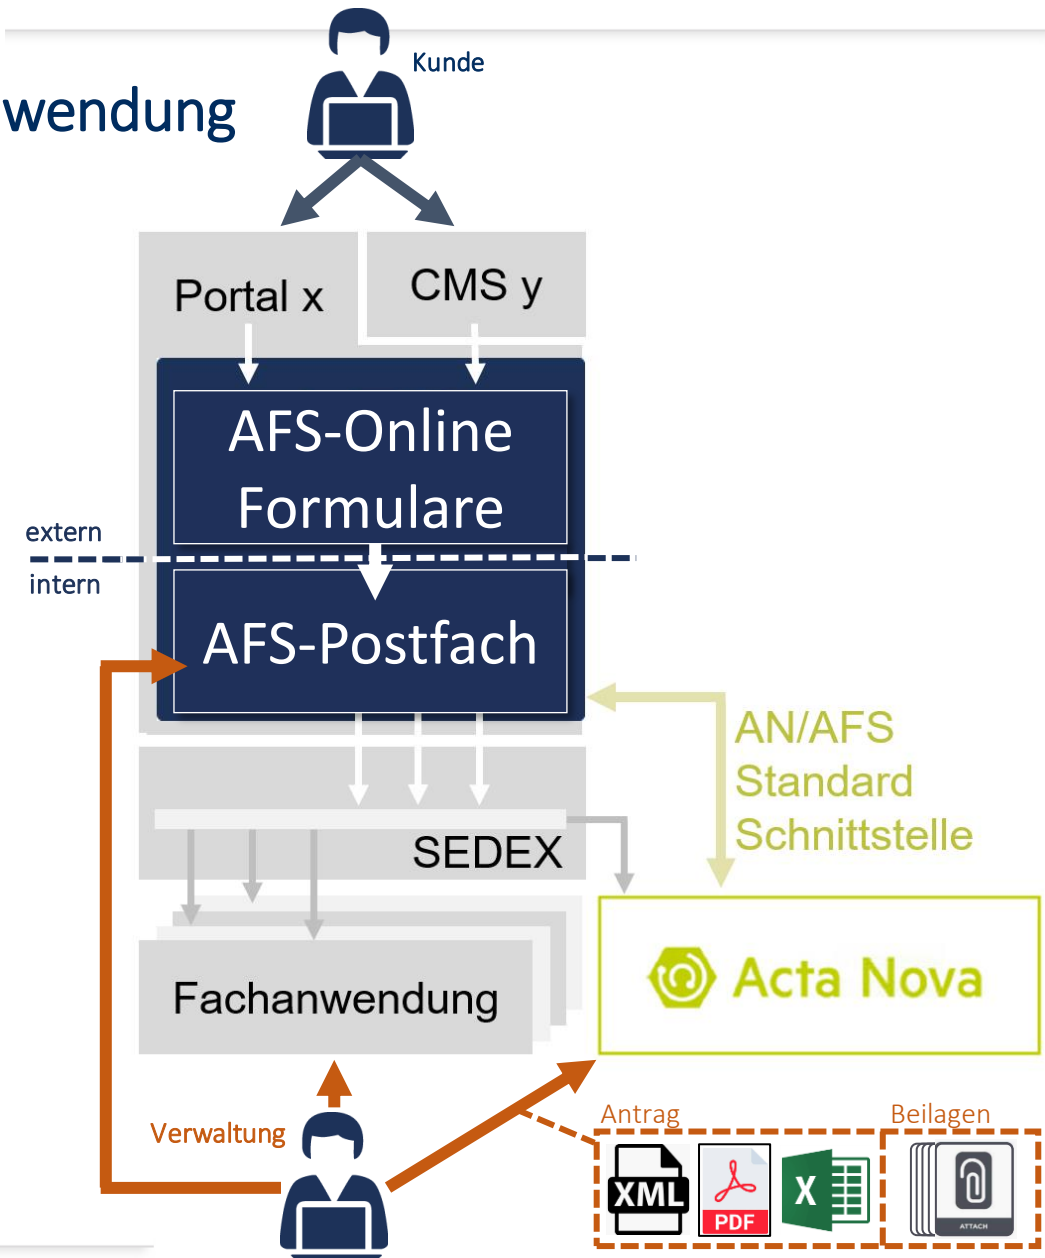 Kunde
wendung
Portal x
CMS y
AFS-Online
Formulare
extern
intern
AFS-Postfach
AN/AFS
Standard
Schnittstelle
SEDEX
Acta Nova
Fachanwendung
Verwaltung
Antrag
Beilagen
XML
PDF
X
ATTACH